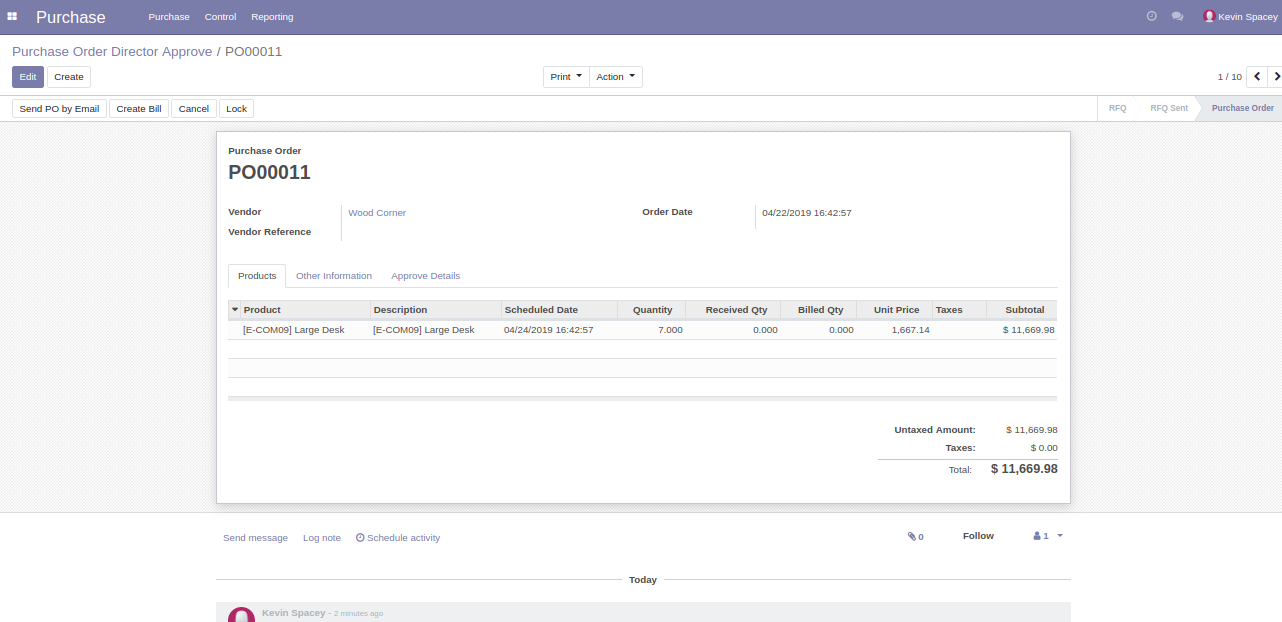 Purchase Purchase Control Reporting Kevin Spacey
Purchase Order Director Approve / PO00011
Edit Create Print Action 1 / 10
Send PO by Email Create Bill Cancel Lock RFQ RFQ Sent Purchase Order
Purchase Order
PO00011
Vendor Wood Corner Order Date 04/22/2019 16:42:57
Vendor Reference
Products Other Information Approve Details
Product Description Scheduled Date Quantity Received Qty Billed Qty Unit Price Taxes Subtotal
[E-COM09] Large Desk [E-COM09] Large Desk 04/24/2019 16:42:57 7.000 0.000 0.000 1,667.14 $ 11,669.98
Untaxed Amount: $ 11,669.98
Taxes: $ 0.00
Total: $ 11,669.98
Send message Log note Schedule activity 0 Follow 1
Today
Kevin Spacey - 2 minutes ago